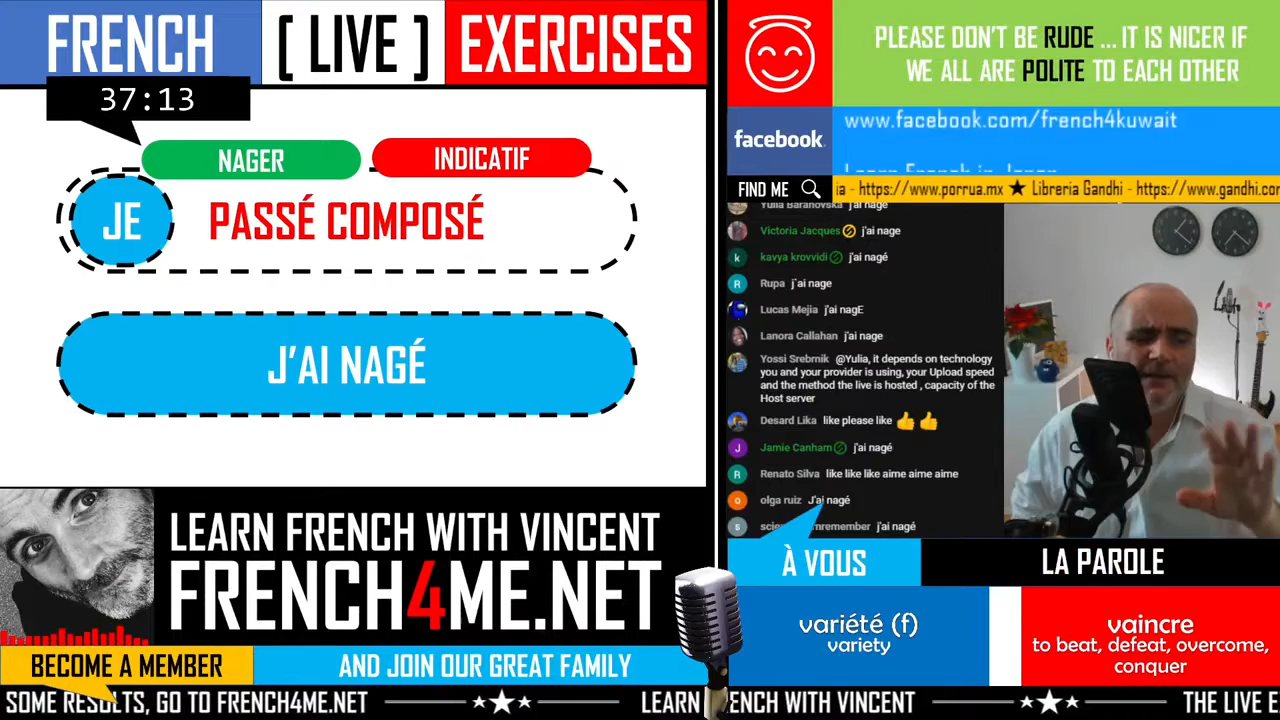 FRENCH
[ LIVE ]
EXERCISES
37:13
NAGER
INDICATIF
JE
PASSÉ COMPOSÉ
J'AI NAGÉ
LEARN FRENCH WITH VINCENT
FRENCH4ME.NET
BECOME A MEMBER
AND JOIN OUR GREAT FAMILY
PLEASE DON'T BE RUDE ... IT IS NICER IF
WE ALL ARE POLITE TO EACH OTHER
facebook.
www.facebook.com/french4kuwait
FIND ME
ia - https://www.porrua.mx ★ Libreria Gandhi - https://www.gandhi.co
Yulia Baranovska j'ai nagé
Victoria Jacques j'ai nage
k kavya krovvidi j'ai nagé
R Rupa j'ai nage
Lucas Mejia j'ai nagE
Lanora Callahan j'ai nage
Yossi Srebrnik @Yulia, it depends on technology
you and your provider is using, your Upload speed
and the method the live is hosted , capacity of the
Host server
Desard Lika like please like 👍 👍
J Jamie Canham j'ai nagé
R Renato Silva like like like aime aime aime
o olga ruiz J'ai nagé
s j'ai nagé
À VOUS
LA PAROLE
variété (f)
variety
vaincre
to beat, defeat, overcome,
conquer
SOME RESULTS, GO TO FRENCH4ME.NET
LEARN FRENCH WITH VINCENT
THE LIVE E